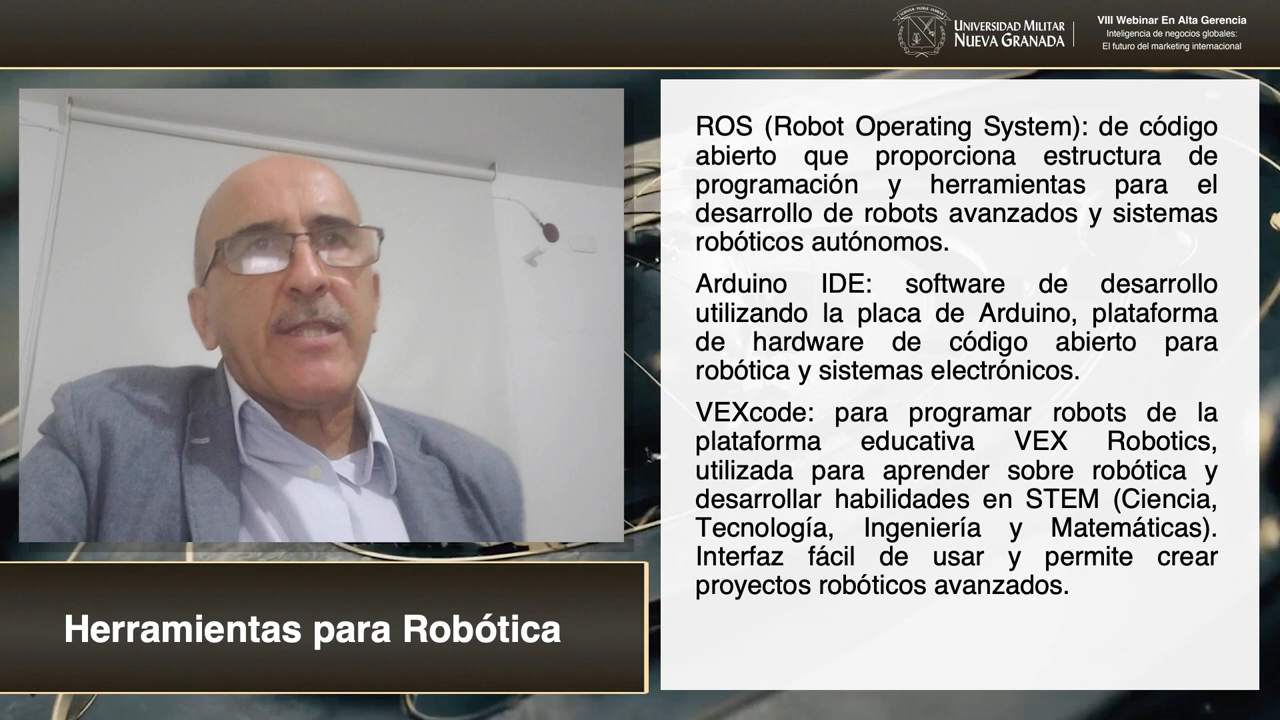 UNIVERSIDAD MILITAR
NUEVA GRANADA
VIII Webinar En Alta Gerencia
Inteligencia de negocios globales:
El futuro del marketing internacional
ROS (Robot Operating System): de código
abierto que proporciona estructura de
programación y herramientas para el
desarrollo de robots avanzados y sistemas
robóticos autónomos.
Arduino IDE: software de desarrollo
utilizando la placa de Arduino, plataforma
de hardware de código abierto para
robótica y sistemas electrónicos.
VEXcode: para programar robots de la
plataforma educativa VEX Robotics,
utilizada para aprender sobre robótica y
desarrollar habilidades en STEM (Ciencia,
Tecnología, Ingeniería y Matemáticas).
Interfaz fácil de usar y permite crear
proyectos robóticos avanzados.
Herramientas para Robótica